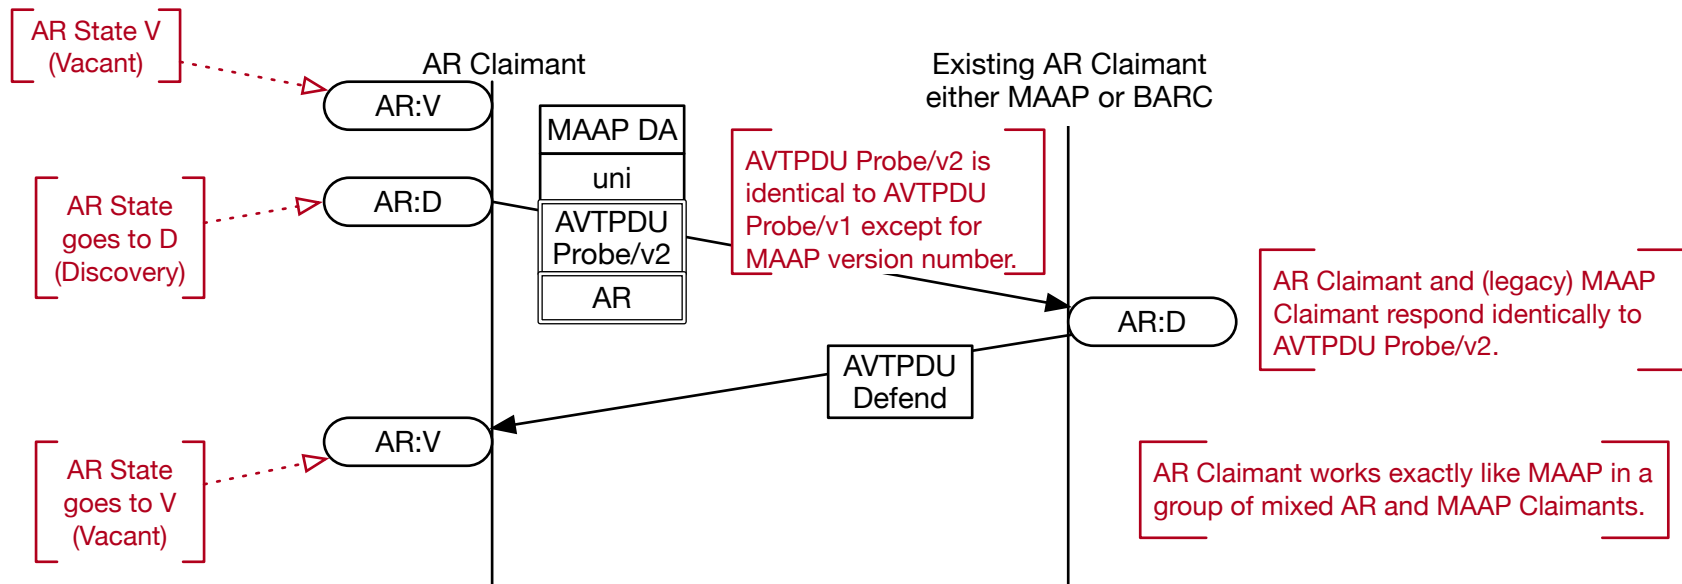 AR State V
(Vacant)
AR Claimant
Existing AR Claimant
either MAAP or BARC
AR:V
MAAP DA
uni
AVTPDU
Probe/v2
AR
AVTPDU Probe/v2 is
identical to AVTPDU
Probe/v1 except for
MAAP version number.
AR State
goes to D
(Discovery)
AR:D
AR:D
AR Claimant and (legacy) MAAP
Claimant respond identically to
AVTPDU Probe/v2.
AVTPDU
Defend
AR:V
AR State
goes to V
(Vacant)
AR Claimant works exactly like MAAP in a
group of mixed AR and MAAP Claimants.